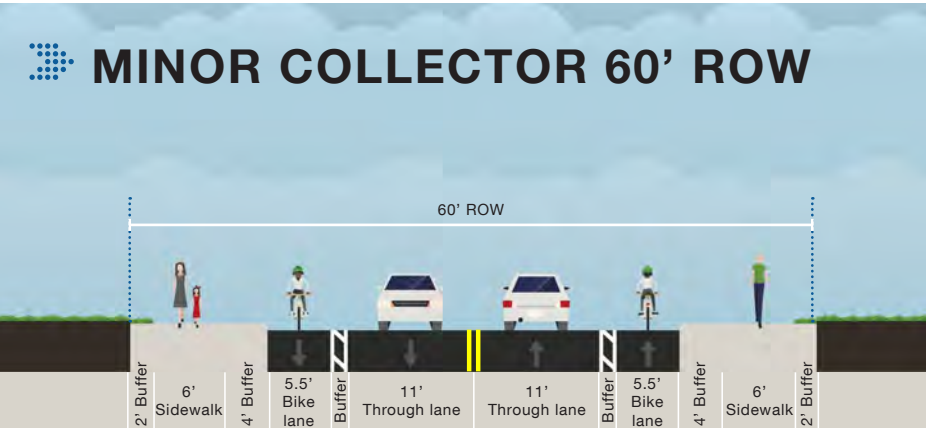 MINOR COLLECTOR 60’ ROW
60’ ROW
2’ Buffer
6’
Sidewalk
4’ Buffer
5.5’
Bike
lane
Buffer
11’
Through lane
11’
Through lane
Buffer
5.5’
Bike
lane
4’ Buffer
6’
Sidewalk
2’ Buffer